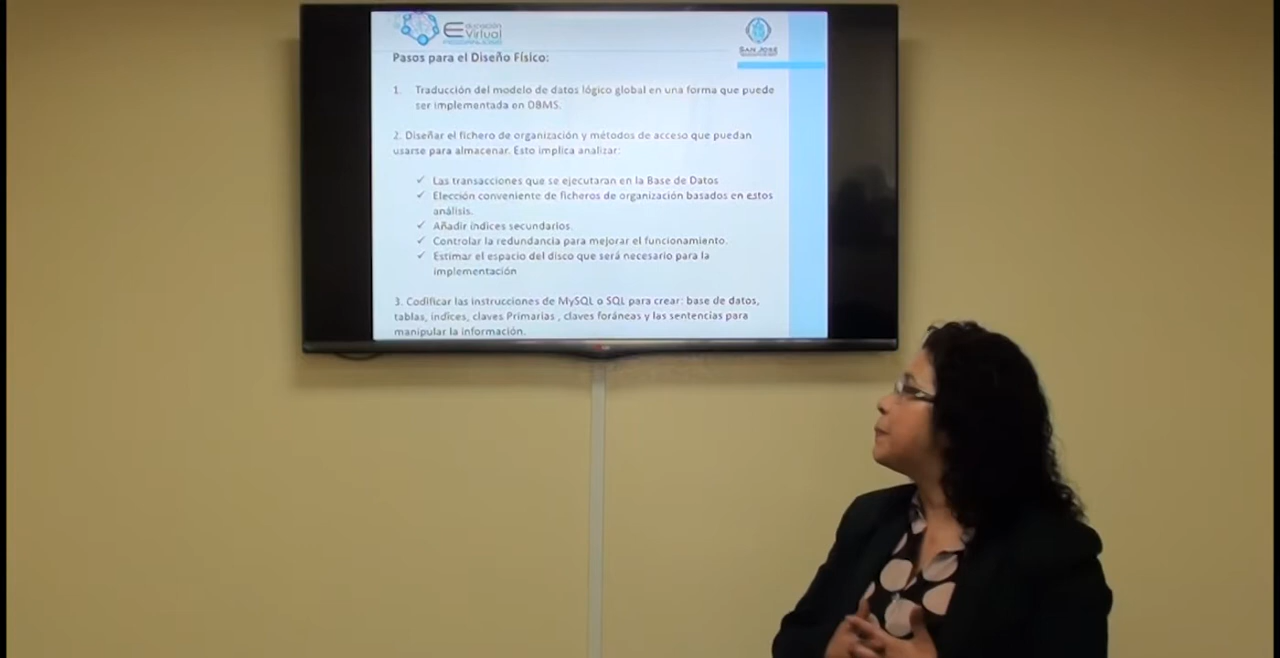 Educación
Virtual
SAN JOSÉ
Pasos para el Diseño Físico:
1. Traducción del modelo de datos lógico global en una forma que puede
ser implementada en DBMS.
2. Diseñar el fichero de organización y métodos de acceso que puedan
usarse para almacenar. Esto implica analizar:
✓ Las transacciones que se ejecutaran en la Base de Datos
✓ Elección conveniente de ficheros de organización basados en estos
análisis.
✓ Añadir índices secundarios.
✓ Controlar la redundancia para mejorar el funcionamiento.
✓ Estimar el espacio del disco que será necesario para la
implementación
3. Codificar las instrucciones de MySQL o SQL para crear: base de datos,
tablas, índices, claves Primarias , claves foráneas y las sentencias para
manipular la información.